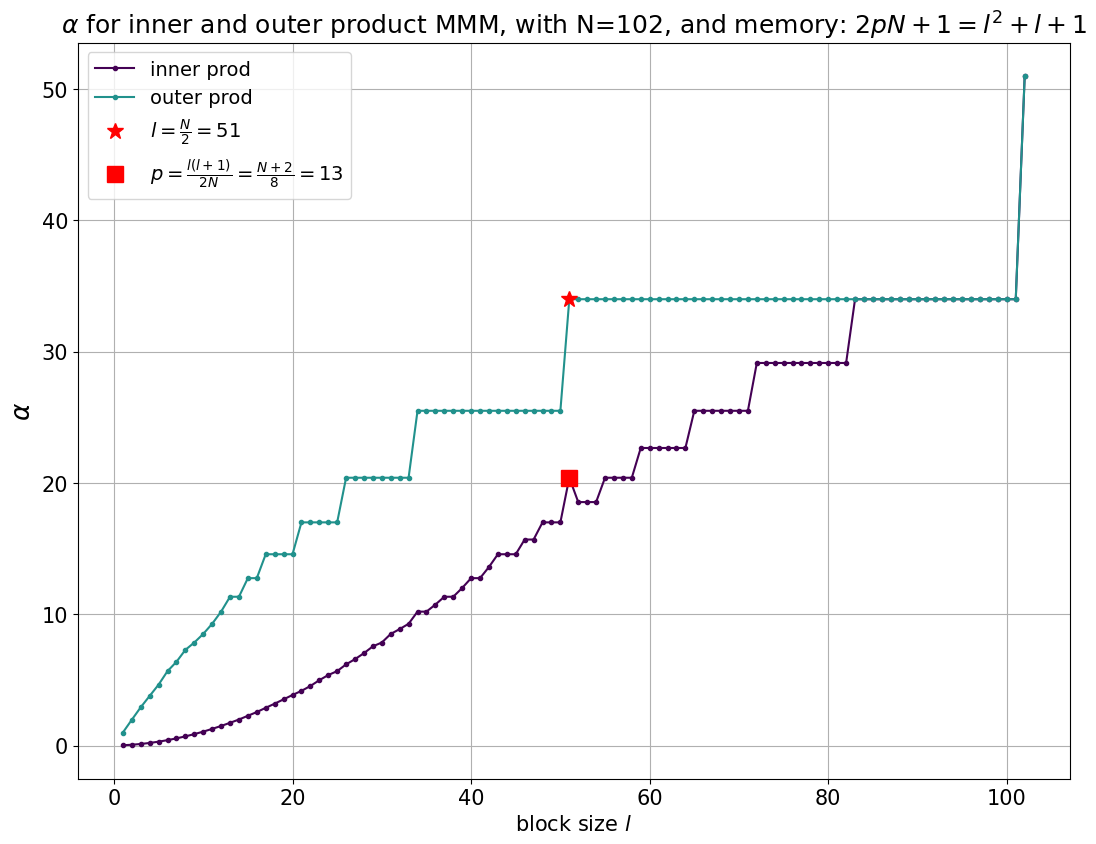 α for inner and outer product MMM, with N=102, and memory: 2pN + 1 = l² + l + 1
inner prod
outer prod
l = N/2 = 51
p = l(l+1)/2N = N+2/8 = 13
α
50
40
30
20
10
0
0 20 40 60 80 100
block size l